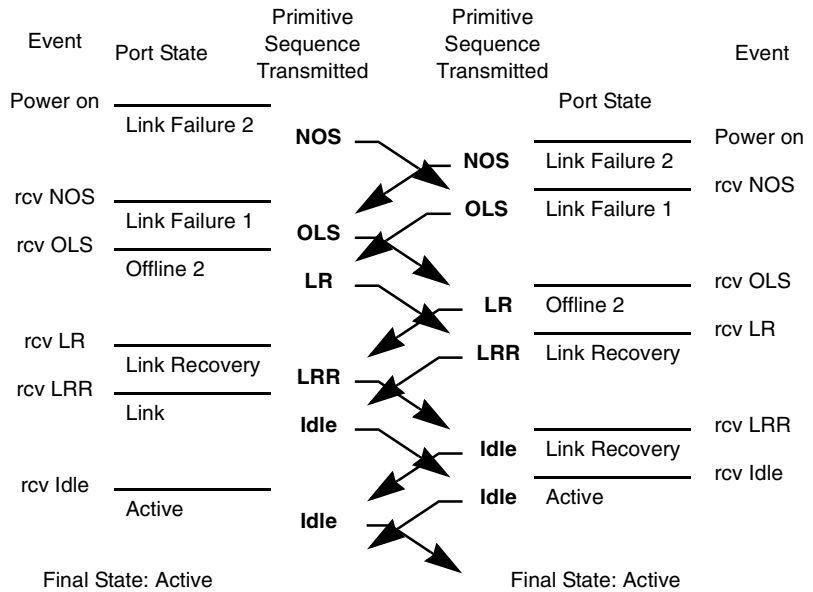 Event
Port State
Primitive
Sequence
Transmitted
Primitive
Sequence
Transmitted
Port State
Event
Power on
Link Failure 2
NOS
NOS
Link Failure 2
Power on
rcv NOS
rcv NOS
Link Failure 1
OLS
OLS
Link Failure 1
rcv OLS
Offline 2
LR
LR
Offline 2
rcv OLS
rcv LR
rcv LR
Link Recovery
LRR
LRR
Link Recovery
rcv LRR
Link
Idle
Idle
Link Recovery
rcv LRR
rcv Idle
rcv Idle
Active
Idle
Idle
Active
Final State: Active
Final State: Active